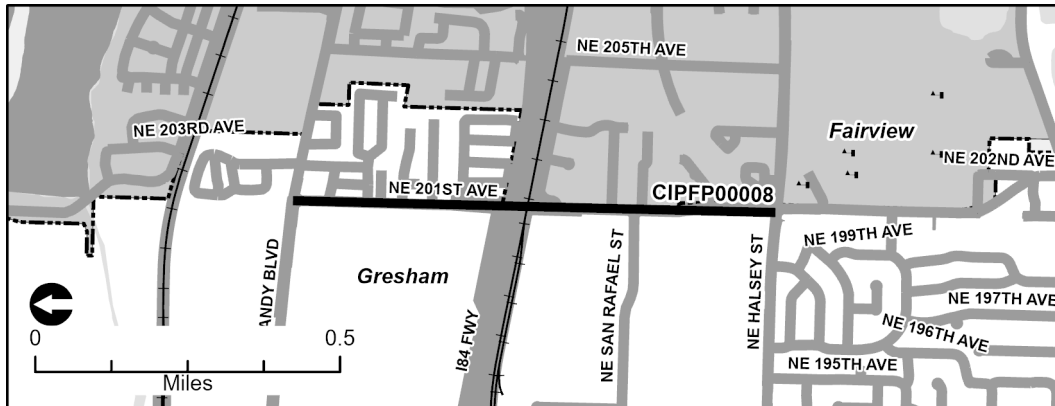 NE 205TH AVE
NE 203RD AVE
Fairview
NE 202ND AVE
NE 201ST AVE
CIPFP00008
NE 199TH AVE
Gresham
ANDY BLVD
I84 FWY
NE SAN RAFAEL ST
NE HALSEY ST
NE 197TH AVE
NE 196TH AVE
NE 195TH AVE
0
0.5
Miles